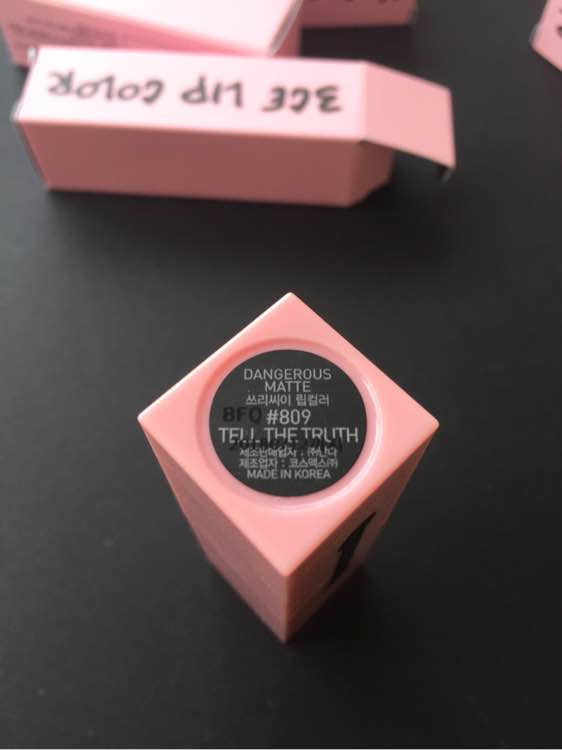 3CE LIP COLOR
DANGEROUS
MATTE
쓰리씨이 립컬러
BFO #809
TELL THE TRUTH
제조판매업자 : ㈜난다
제조업자 : 코스맥스㈜
MADE IN KOREA